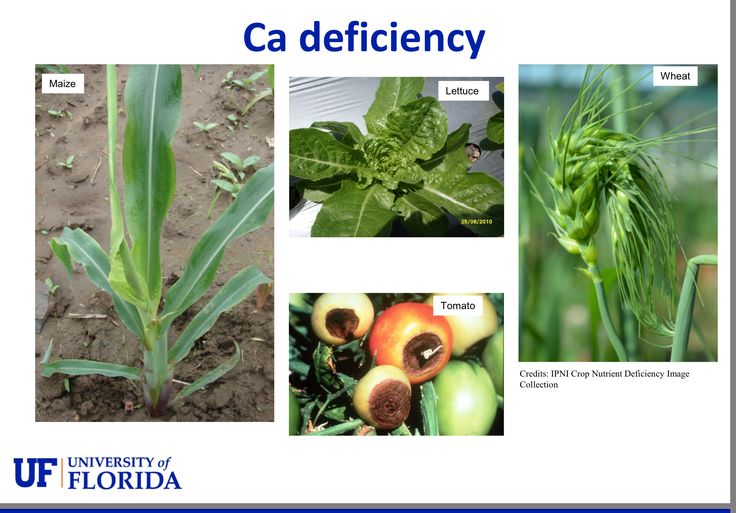 Ca deficiency
Maize
Lettuce
Wheat
25/06/2010
Tomato
Credits: IPNI Crop Nutrient Deficiency Image
Collection
UF UNIVERSITY of
FLORIDA